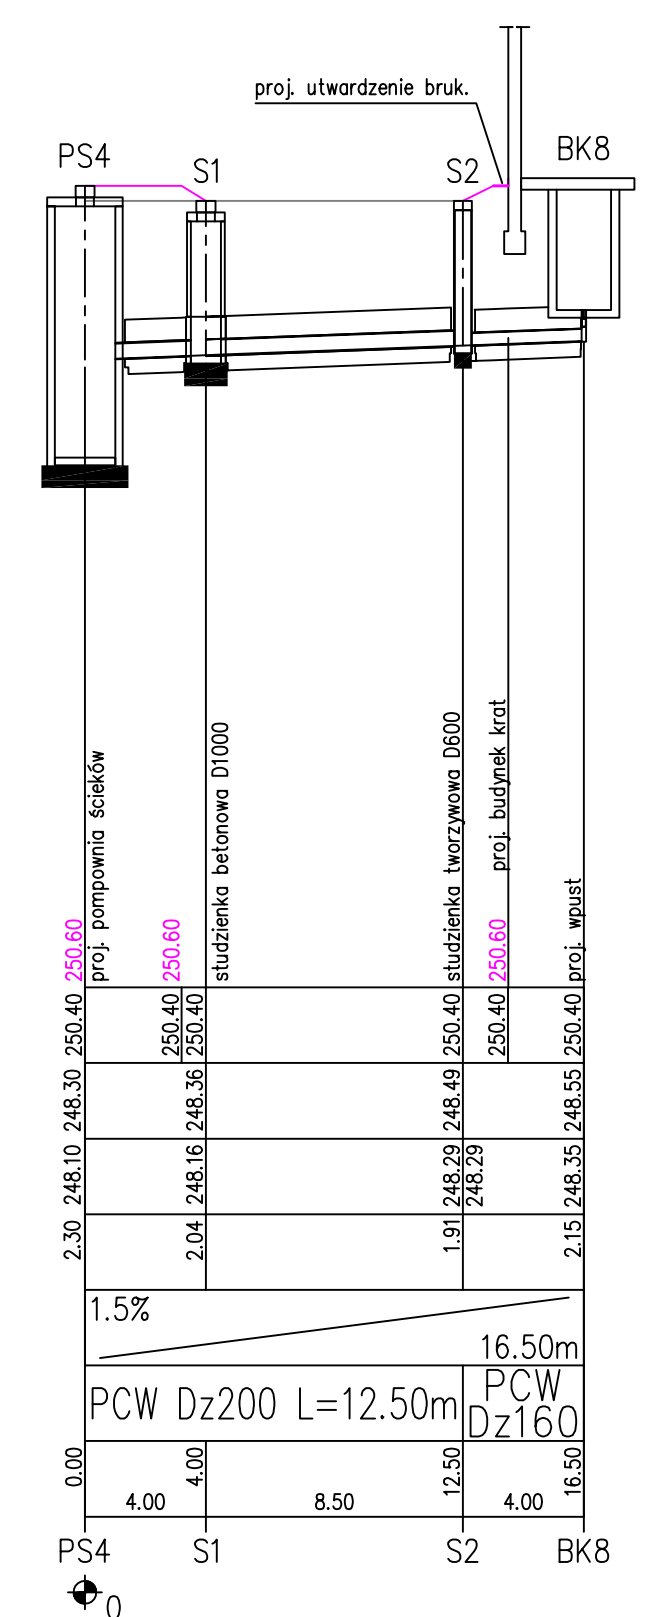 proj. utwardzenie bruk.
PS4
S1
S2
BK8
proj. pompownia ścieków
studzienka betonowa D1000
studzienka tworzywowa D600
proj. budynek krat
proj. wpust
250.60
250.60
250.60
250.40
250.40
250.40
250.40
250.40
250.40
248.30
248.36
248.49
248.55
248.10
248.16
248.29
248.29
248.35
2.30
2.04
1.91
2.15
1.5%
16.50m
PCW Dz200 L=12.50m
PCW
Dz160
0.00
4.00
12.50
16.50
4.00
8.50
4.00
PS4
S1
S2
BK8
0